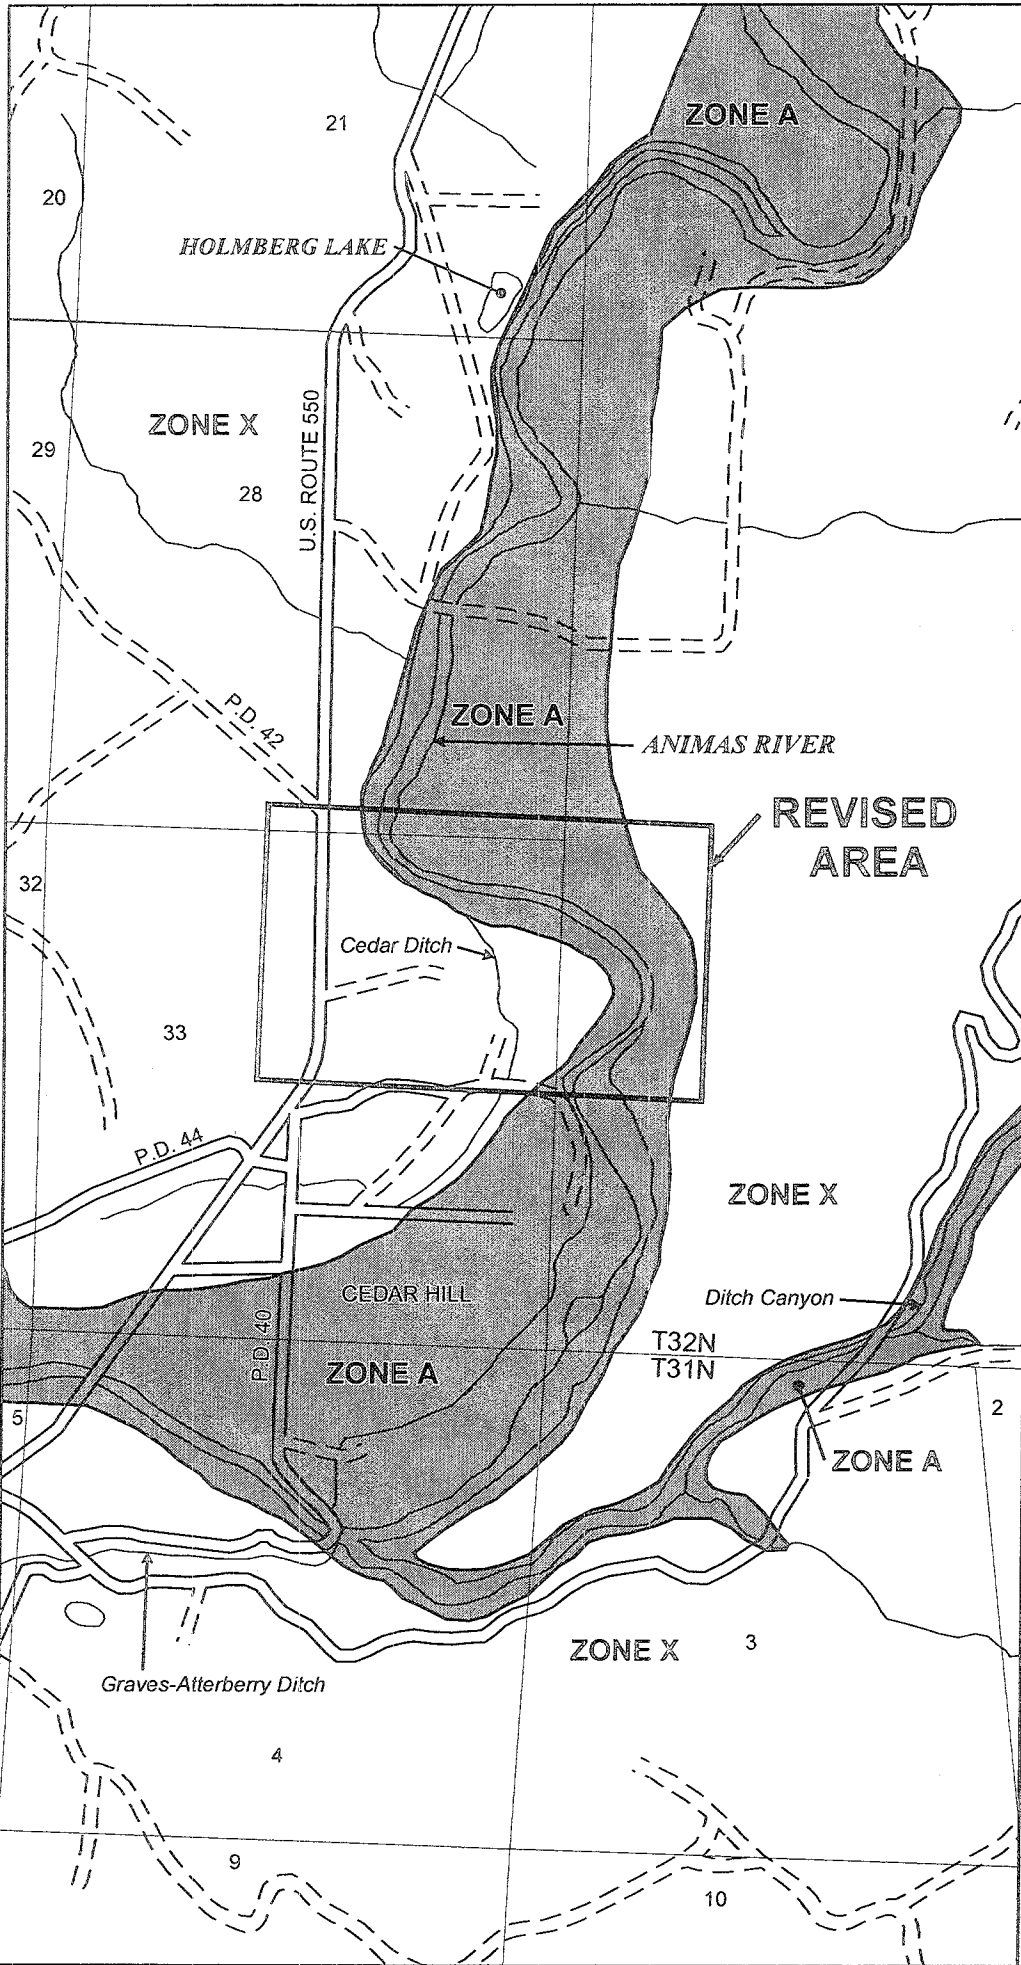 ZONE A
21
20
HOLMBERG LAKE
ZONE X
U.S. ROUTE 550
29
28
P.D. 42
ZONE A
ANIMAS RIVER
REVISED
AREA
32
Cedar Ditch
33
P.D. 44
ZONE X
CEDAR HILL
Ditch Canyon
P.D. 40
T32N
T31N
ZONE A
5
2
ZONE A
ZONE X
3
Graves-Atterberry Ditch
4
9
10